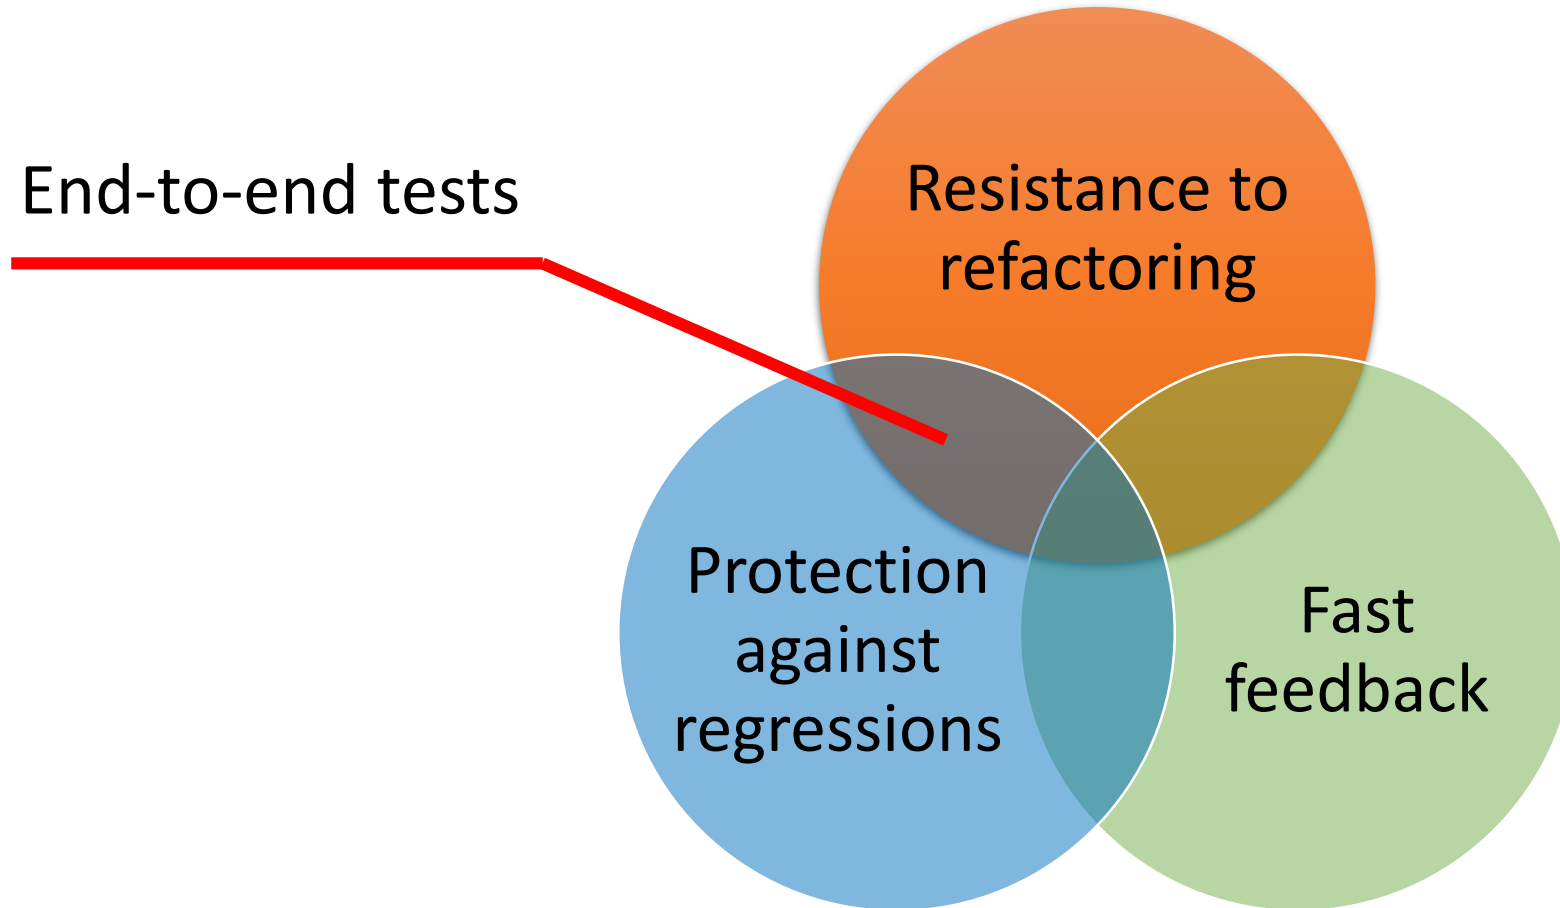 End-to-end tests
Resistance to
refactoring
Protection
against
regressions
Fast
feedback